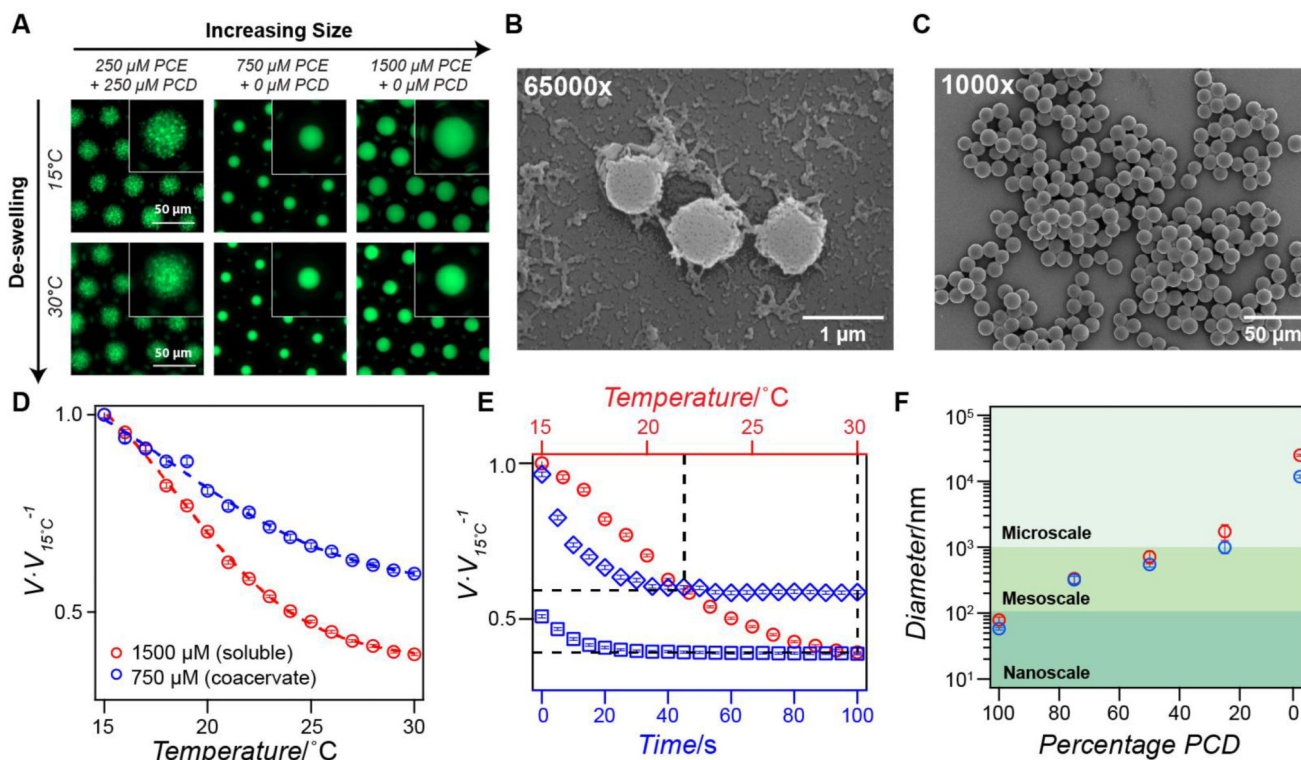 A
Increasing Size
250 µM PCE
+ 250 µM PCD
750 µM PCE
+ 0 µM PCD
1500 µM PCE
+ 0 µM PCD
De-swelling
15°C
50 µm
30°C
50 µm
B
65000x
1 µm
C
1000x
50 µm
D
1.0
0.5
V·V15°C-1
1500 µM (soluble)
750 µM (coacervate)
15 20 25 30
Temperature/°C
E
Temperature/°C
15 20 25 30
1.0
0.5
V·V15°C-1
0 20 40 60 80 100
Time/s
F
10⁵
10⁴
10³
10²
10¹
Diameter/nm
Microscale
Mesoscale
Nanoscale
100 80 60 40 20 0
Percentage PCD